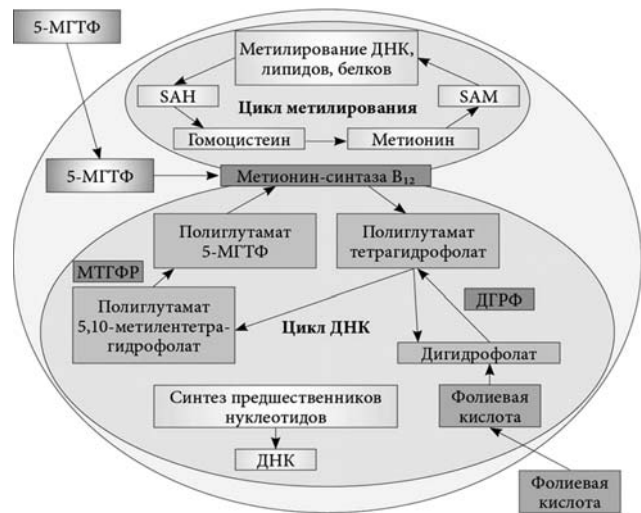 5-МГТФ
Метилирование ДНК,
липидов, белков
SAH
SAM
Цикл метилирования
Гомоцистеин
Метионин
5-МГТФ
Метионин-синтаза B₁₂
Полиглутамат
5-МГТФ
Полиглутамат
тетрагидрофолат
МТГФР
Полиглутамат
5,10-метилентетра-
гидрофолат
Цикл ДНК
ДГРФ
Дигидрофолат
Синтез предшественников
нуклеотидов
Фолиевая
кислота
ДНК
Фолиевая
кислота